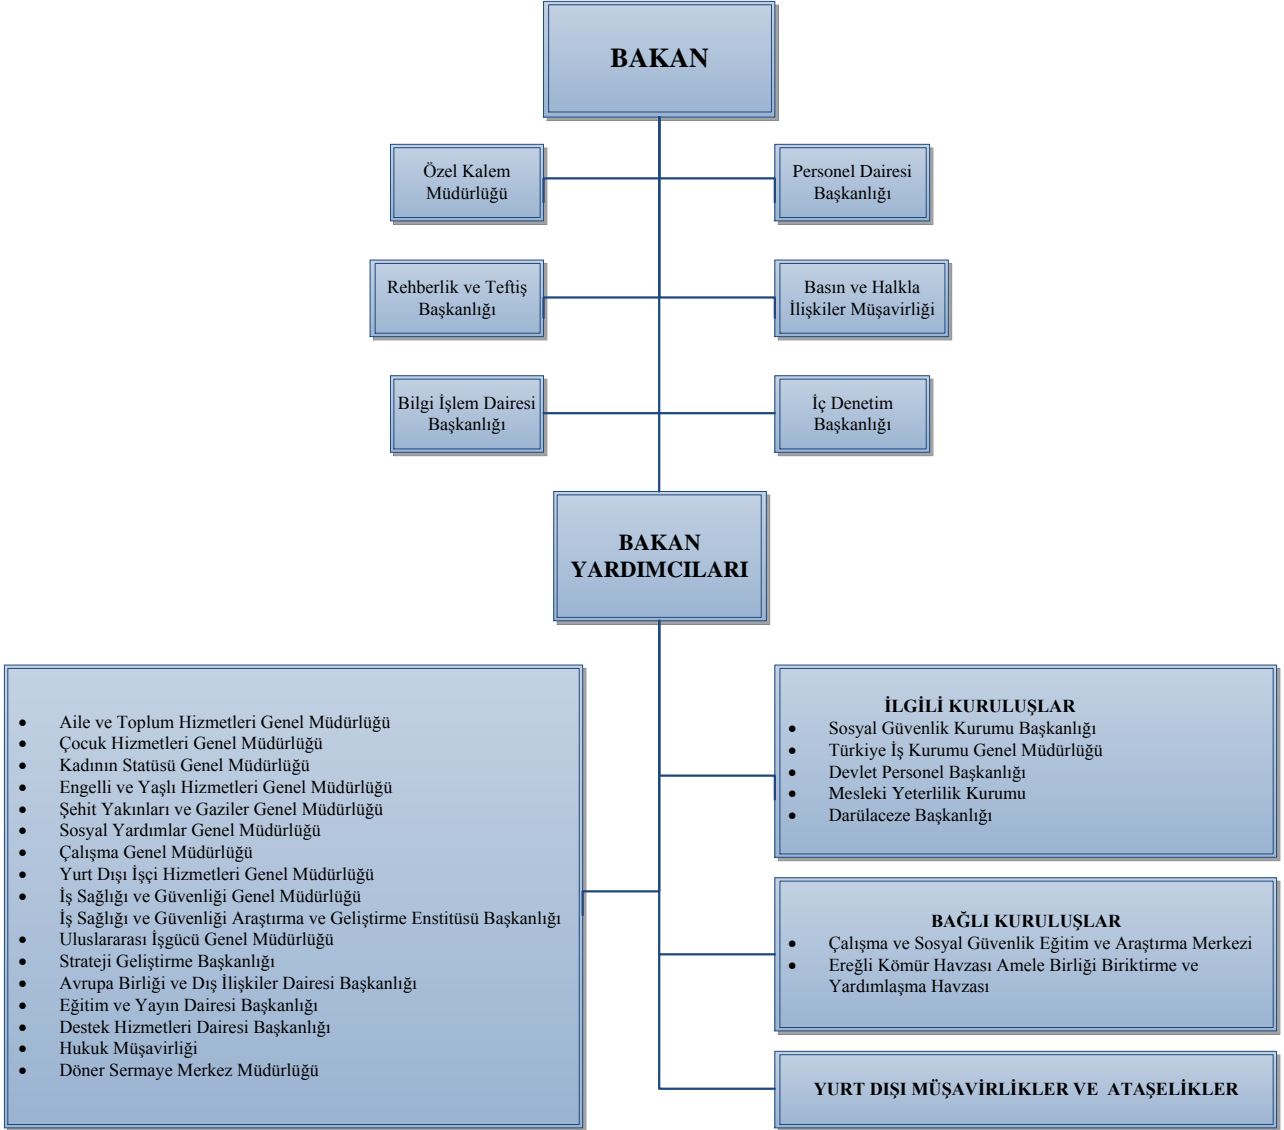 BAKAN
Özel Kalem
Müdürlüğü
Personel Dairesi
Başkanlığı
Rehberlik ve Teftiş
Başkanlığı
Basın ve Halkla
İlişkiler Müşavirliği
Bilgi İşlem Dairesi
Başkanlığı
İç Denetim
Başkanlığı
BAKAN
YARDIMCILARI
• Aile ve Toplum Hizmetleri Genel Müdürlüğü
• Çocuk Hizmetleri Genel Müdürlüğü
• Kadının Statüsü Genel Müdürlüğü
• Engelli ve Yaşlı Hizmetleri Genel Müdürlüğü
• Şehit Yakınları ve Gaziler Genel Müdürlüğü
• Sosyal Yardımlar Genel Müdürlüğü
• Çalışma Genel Müdürlüğü
• Yurt Dışı İşçi Hizmetleri Genel Müdürlüğü
• İş Sağlığı ve Güvenliği Genel Müdürlüğü
İş Sağlığı ve Güvenliği Araştırma ve Geliştirme Enstitüsü Başkanlığı
• Uluslararası İşgücü Genel Müdürlüğü
• Strateji Geliştirme Başkanlığı
• Avrupa Birliği ve Dış İlişkiler Dairesi Başkanlığı
• Eğitim ve Yayın Dairesi Başkanlığı
• Destek Hizmetleri Dairesi Başkanlığı
• Hukuk Müşavirliği
• Döner Sermaye Merkez Müdürlüğü
İLGİLİ KURULUŞLAR
• Sosyal Güvenlik Kurumu Başkanlığı
• Türkiye İş Kurumu Genel Müdürlüğü
• Devlet Personel Başkanlığı
• Mesleki Yeterlilik Kurumu
• Darülaceze Başkanlığı
BAĞLI KURULUŞLAR
• Çalışma ve Sosyal Güvenlik Eğitim ve Araştırma Merkezi
• Ereğli Kömür Havzası Amele Birliği Biriktirme ve
Yardımlaşma Havzası
YURT DIŞI MÜŞAVİRLİKLER VE ATAŞELİKLER